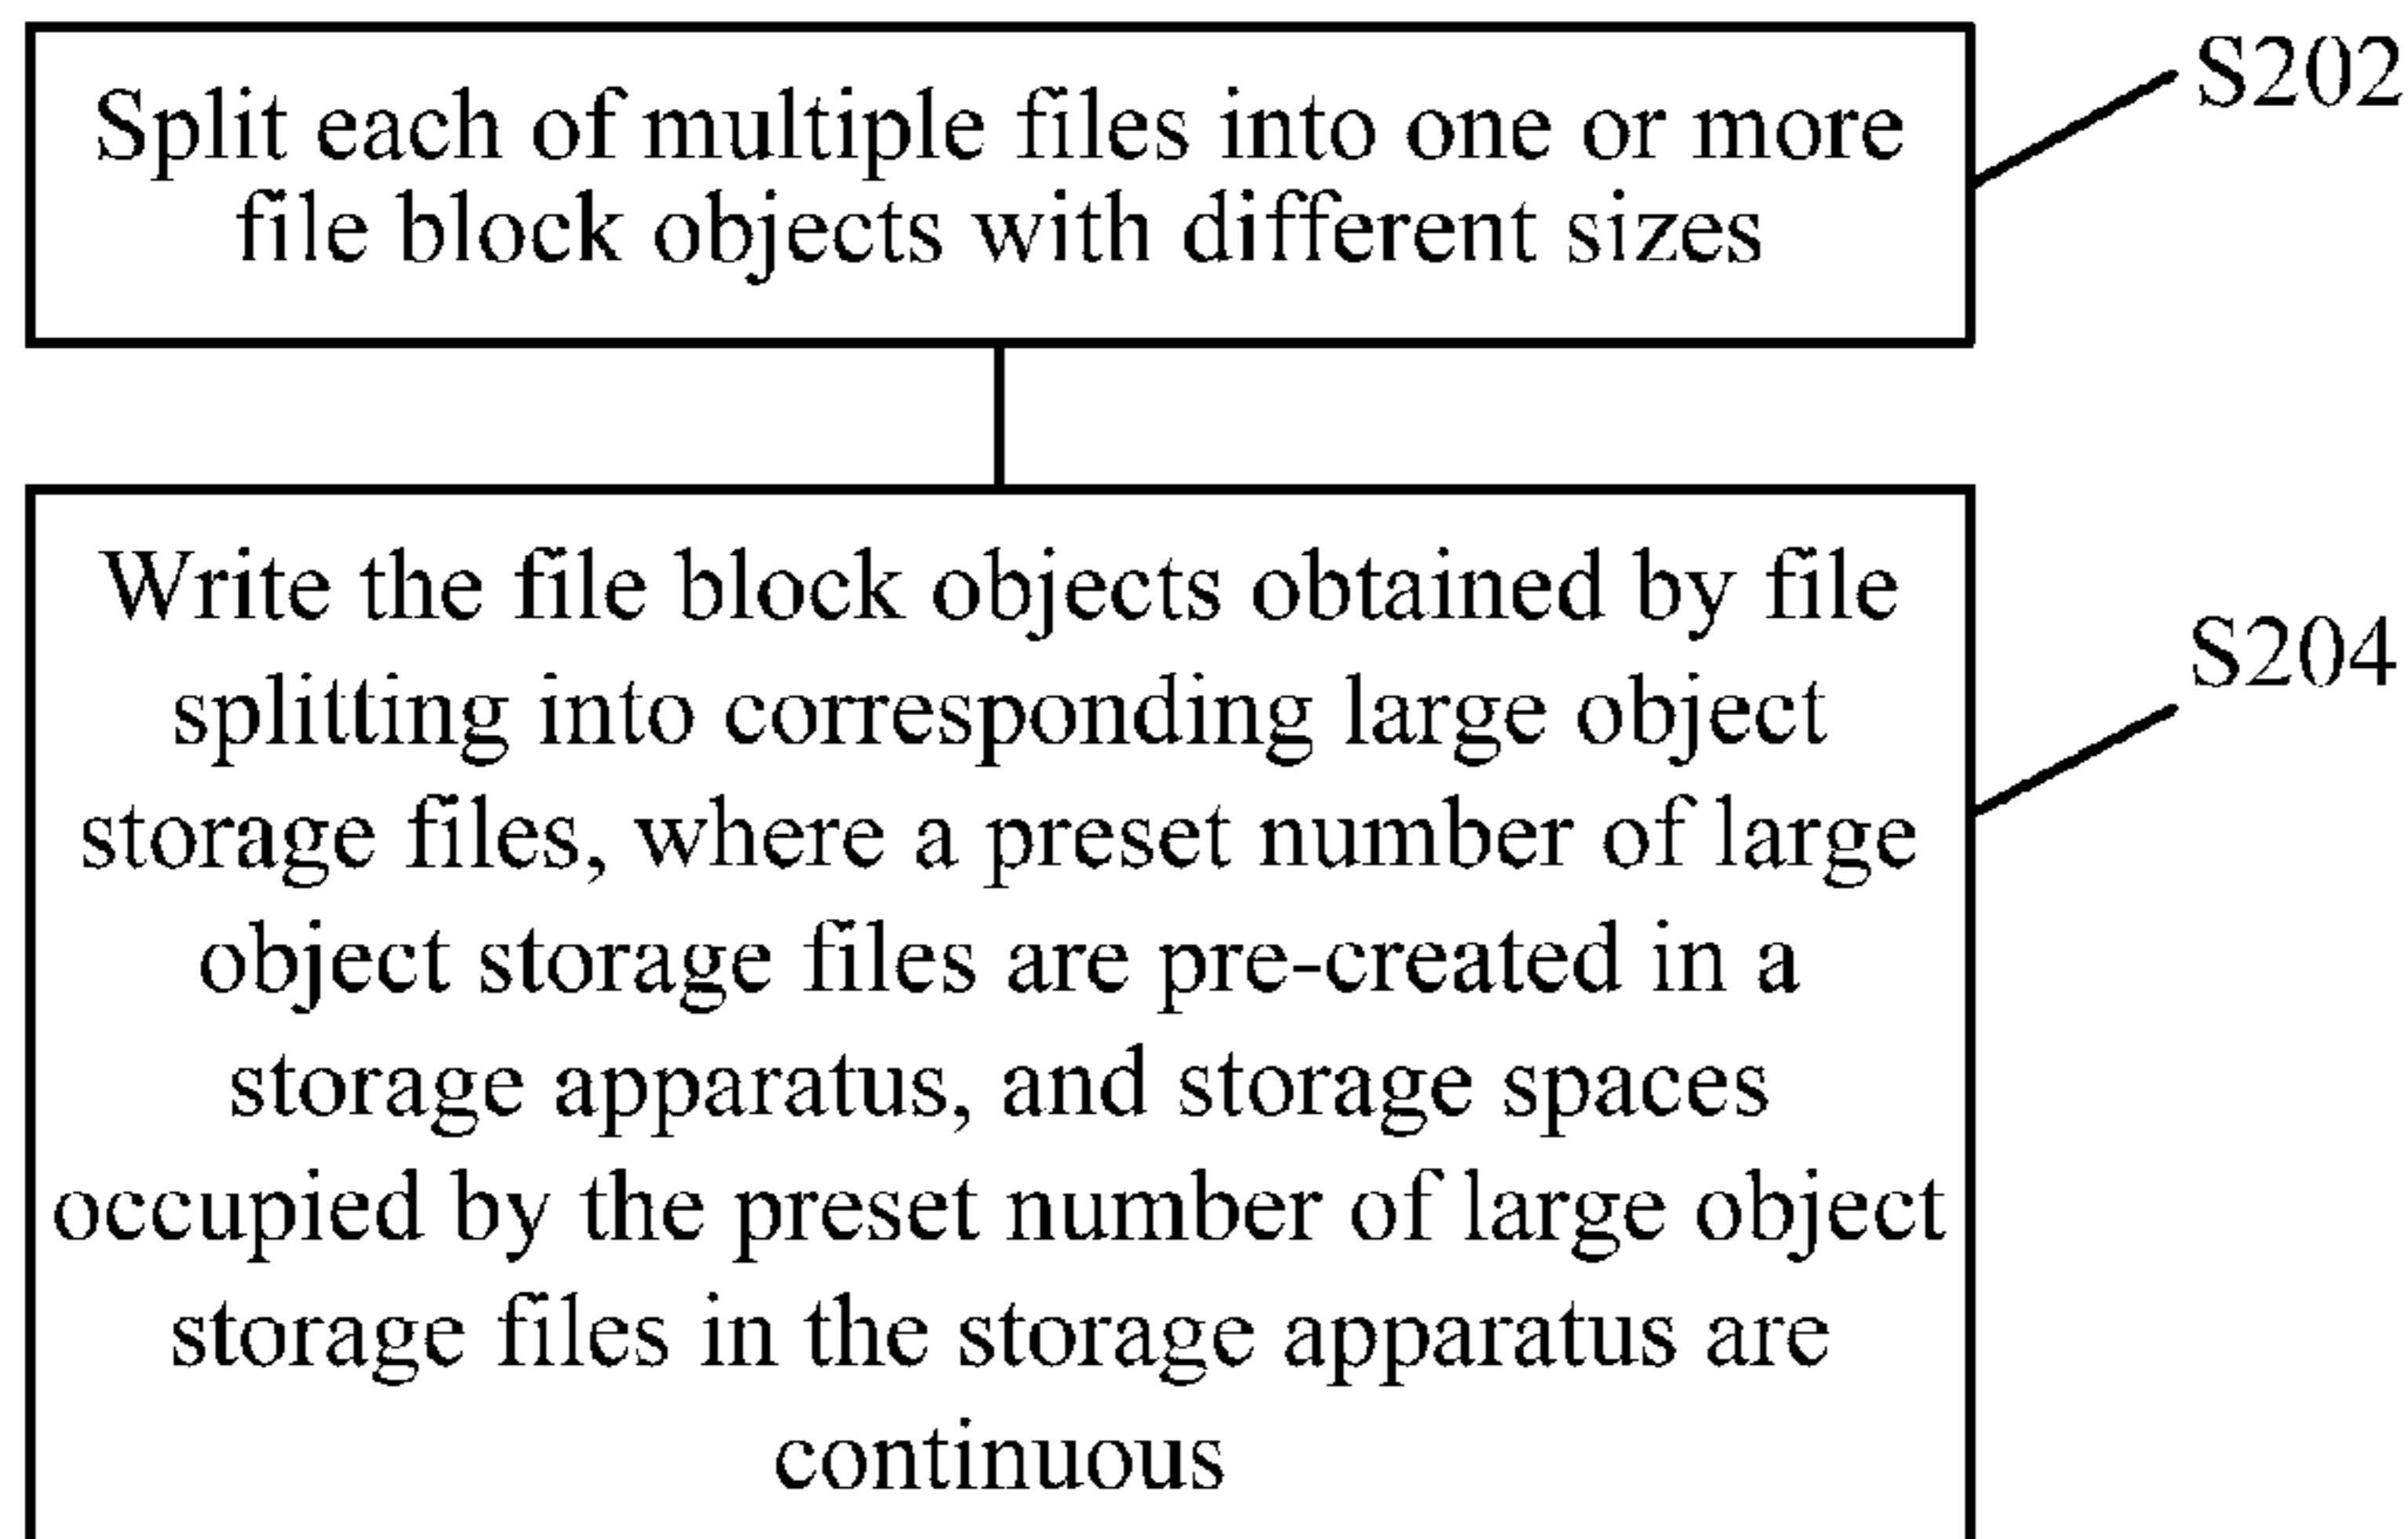 Split each of multiple files into one or more
file block objects with different sizes
S202
Write the file block objects obtained by file
splitting into corresponding large object
storage files, where a preset number of large
object storage files are pre-created in a
storage apparatus, and storage spaces
occupied by the preset number of large object
storage files in the storage apparatus are
continuous
S204